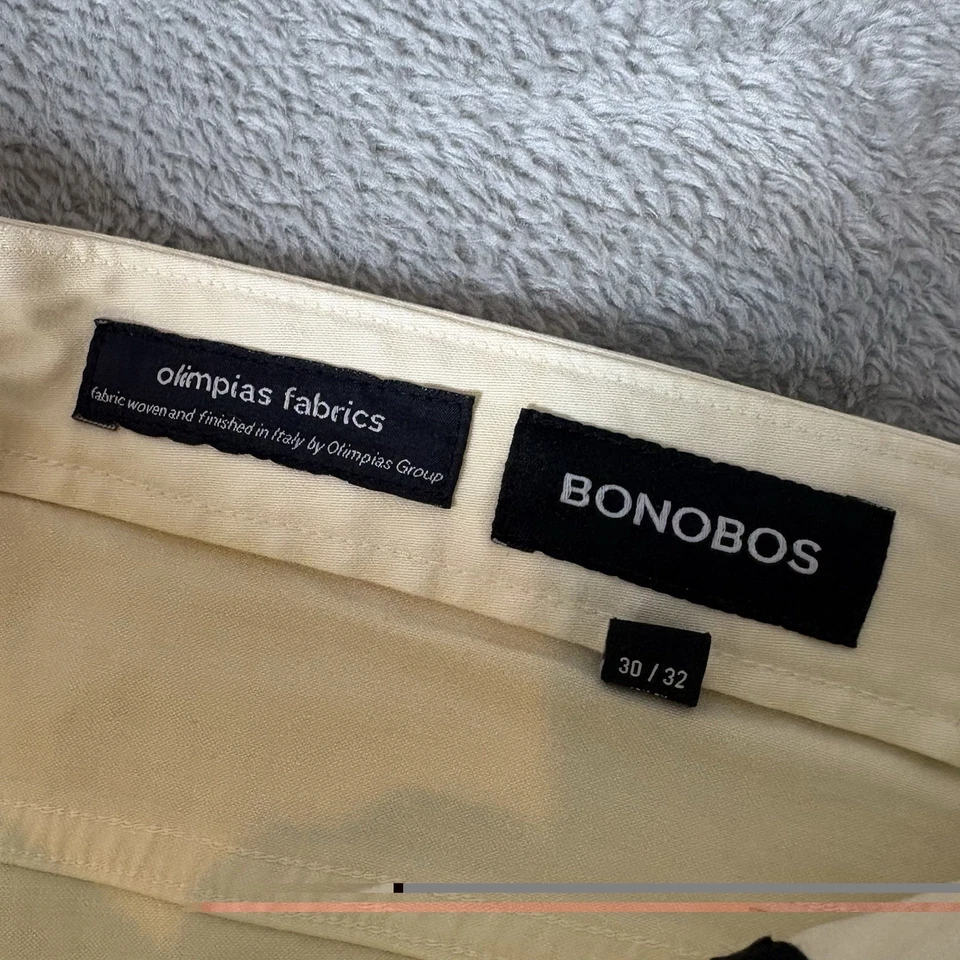 olimpias fabrics
fabric woven and finished in Italy by Olimpias Group
BONOBOS
30 / 32